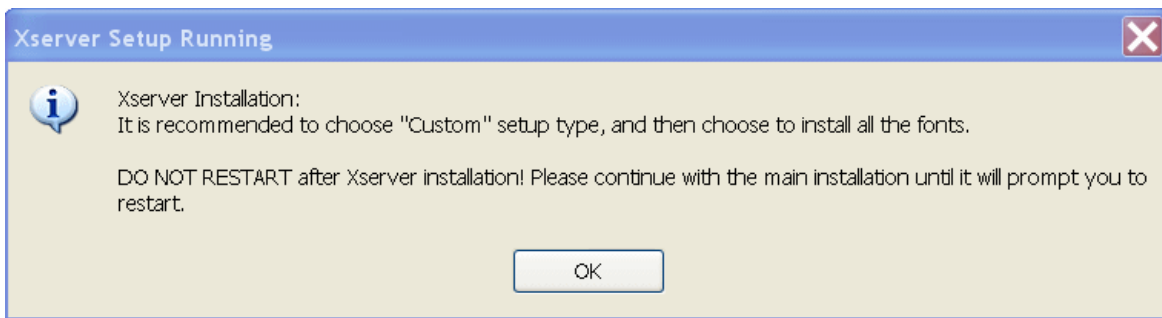 Xserver Setup Running
Xserver Installation:
It is recommended to choose "Custom" setup type, and then choose to install all the fonts.
DO NOT RESTART after Xserver installation! Please continue with the main installation until it will prompt you to
restart.
OK